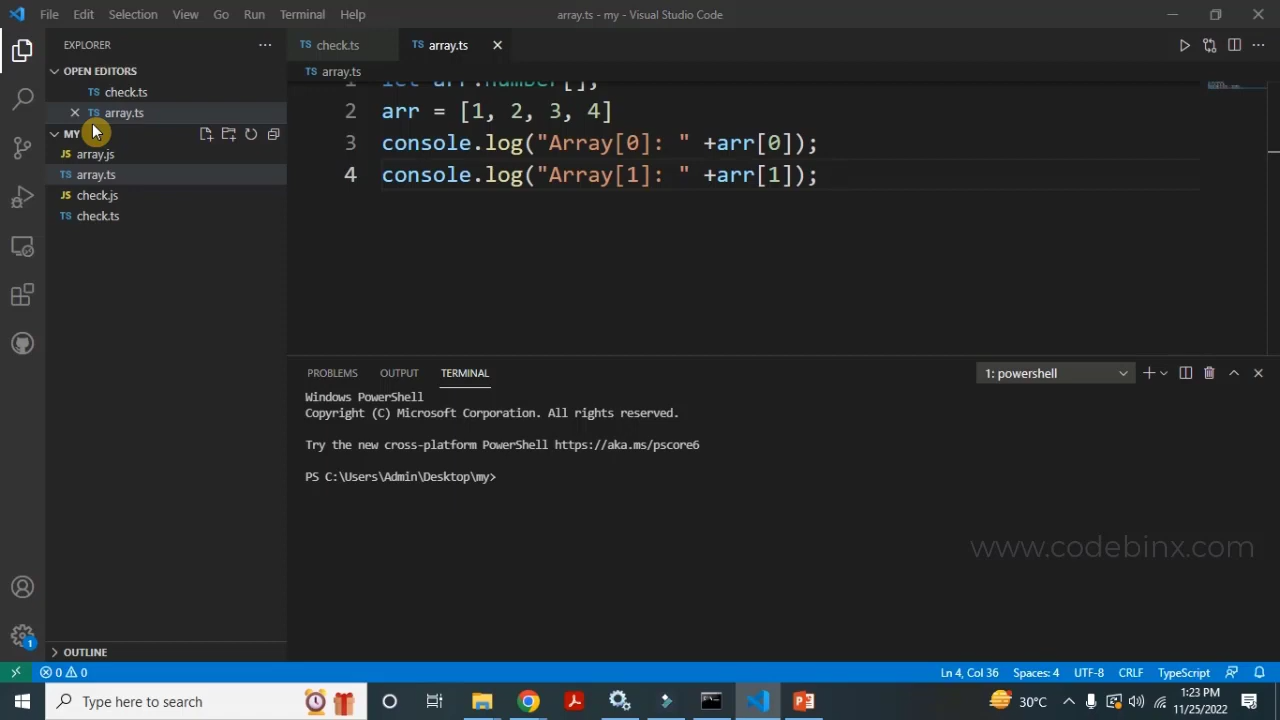 File Edit Selection View Go Run Terminal Help
array.ts - my - Visual Studio Code
EXPLORER
OPEN EDITORS
TS check.ts
TS array.ts
MY
JS array.js
TS array.ts
JS check.js
TS check.ts
OUTLINE
TS check.ts
TS array.ts
TS array.ts
1 let arr:number[];
2 arr = [1, 2, 3, 4]
3 console.log("Array[0]: " +arr[0]);
4 console.log("Array[1]: " +arr[1]);
PROBLEMS OUTPUT TERMINAL
1: powershell
Windows PowerShell
Copyright (C) Microsoft Corporation. All rights reserved.
Try the new cross-platform PowerShell https://aka.ms/pscore6
PS C:\Users\Admin\Desktop\my>
www.codebinx.com
1
0 0
Ln 4, Col 36 Spaces: 4 UTF-8 CRLF TypeScript
Type here to search
30°C
1:23 PM
11/25/2022